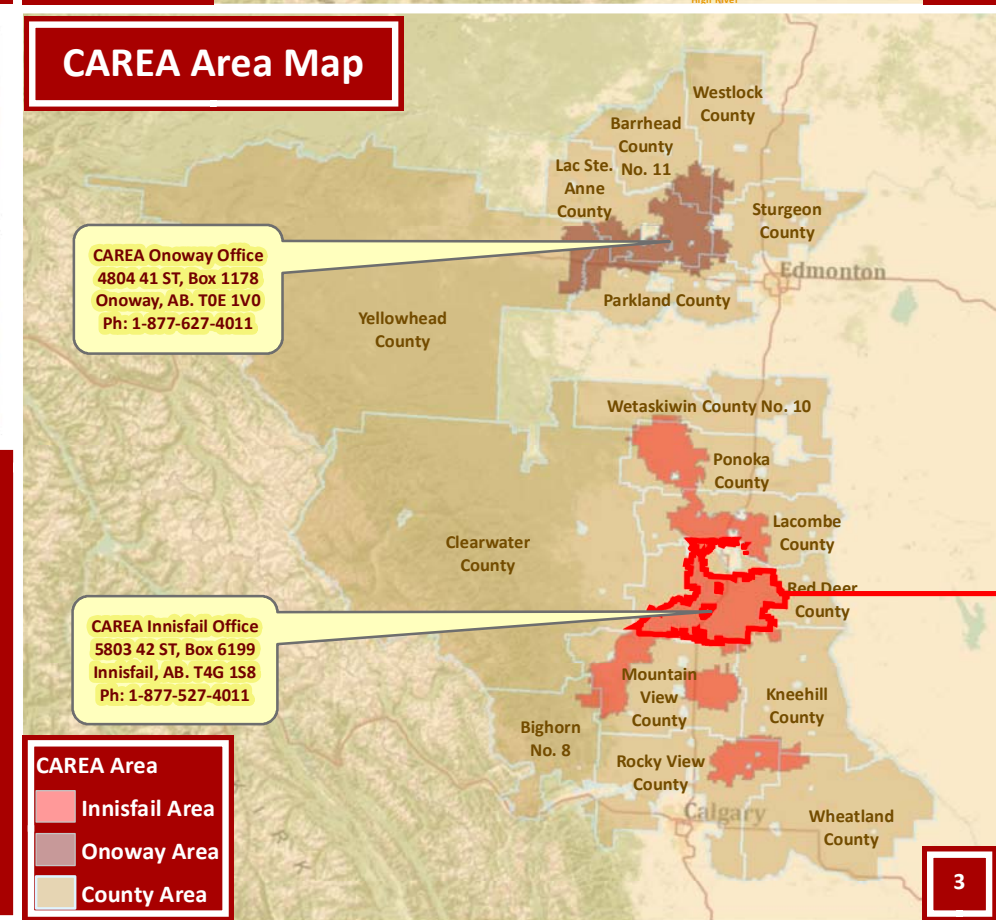 High River
CAREA Area Map
Westlock
County
Barrhead
County
No. 11
Lac Ste.
Anne
County
Sturgeon
County
CAREA Onoway Office
4804 41 ST, Box 1178
Onoway, AB. T0E 1V0
Ph: 1-877-627-4011
Edmonton
Parkland County
Yellowhead
County
Wetaskiwin County No. 10
Ponoka
County
Lacombe
County
Clearwater
County
Red Deer
County
CAREA Innisfail Office
5803 42 ST, Box 6199
Innisfail, AB. T4G 1S8
Ph: 1-877-527-4011
Mountain
View
County
Kneehill
County
Bighorn
No. 8
Rocky View
County
Calgary
Wheatland
County
CAREA Area
Innisfail Area
Onoway Area
County Area
3